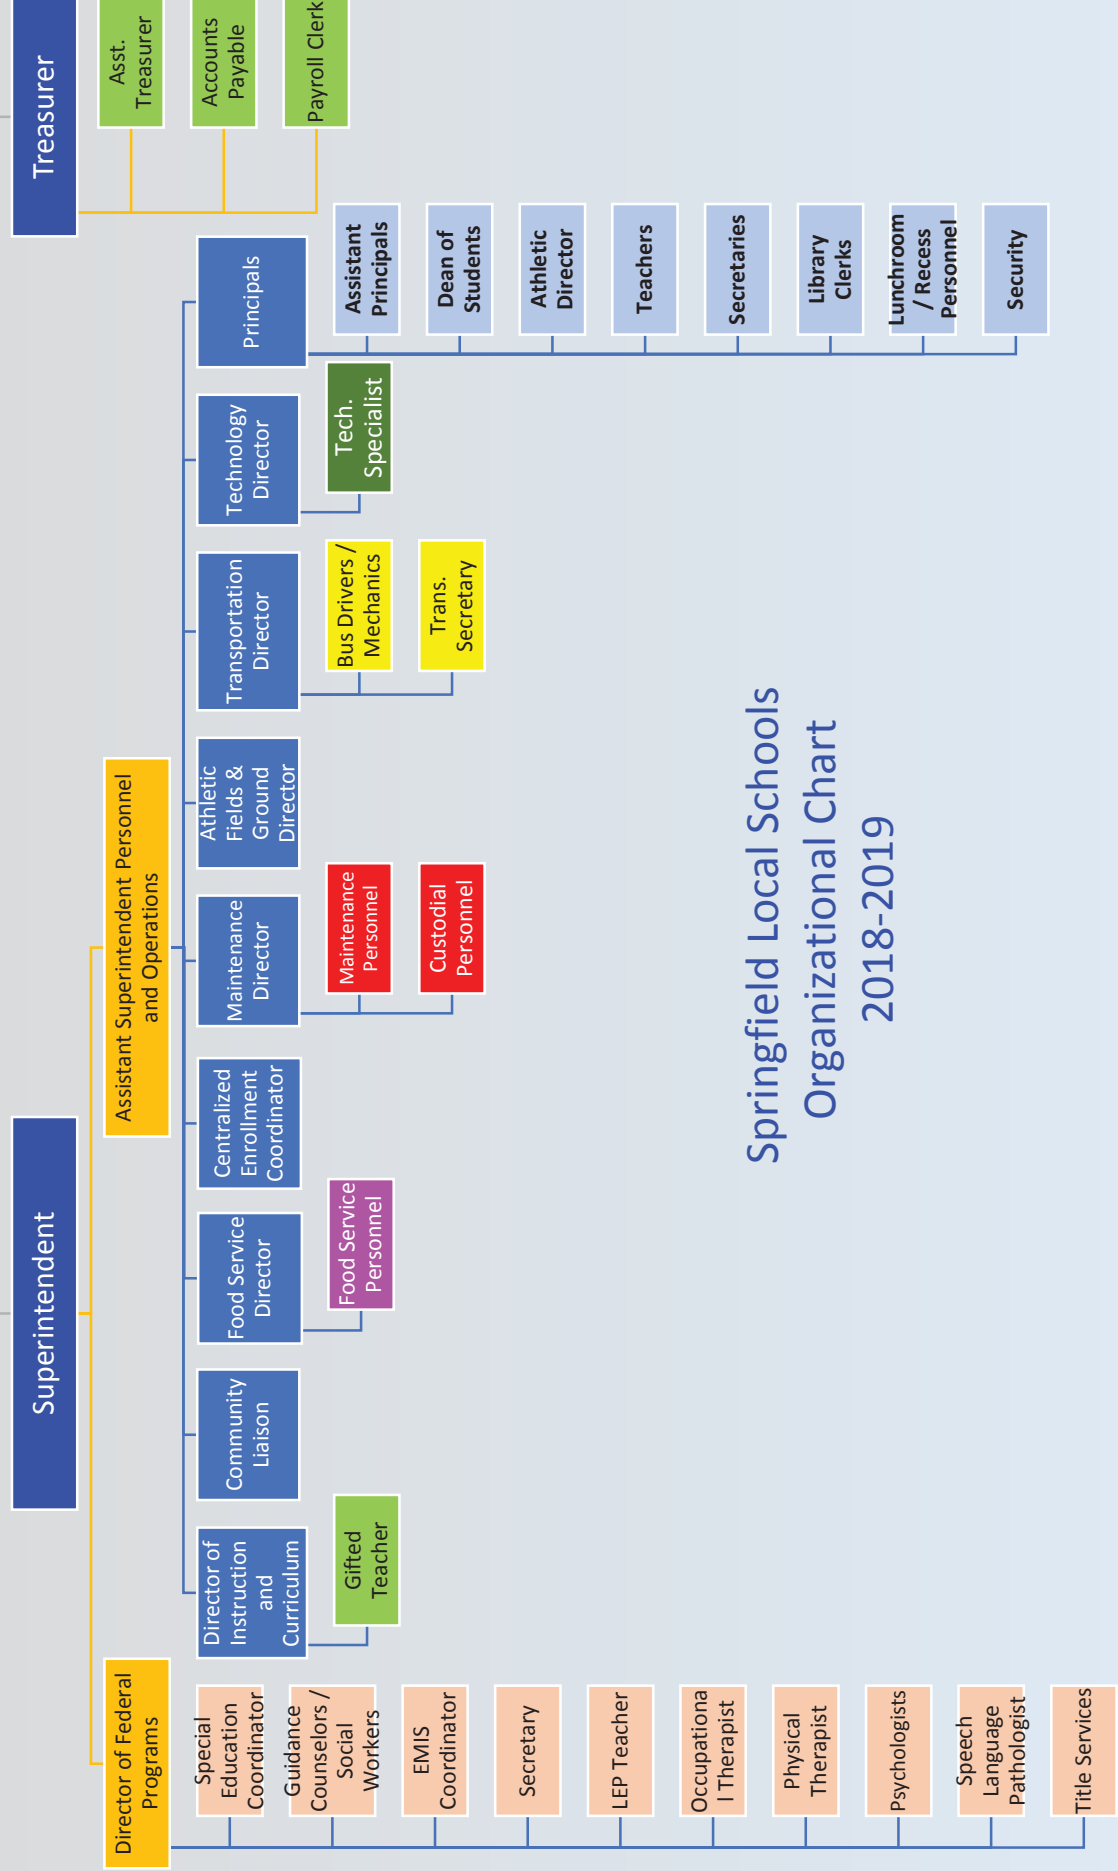 Superintendent
Treasurer
Director of Federal
Programs
Assistant Superintendent Personnel
and Operations
Asst.
Treasurer
Accounts
Payable
Payroll Clerk
Special
Education
Coordinator
Guidance
Counselors /
Social
Workers
EMIS
Coordinator
Secretary
LEP Teacher
Occupationa
l Therapist
Physical
Therapist
Psychologists
Speech
Language
Pathologist
Title Services
Director of
Instruction
and
Curriculum
Gifted
Teacher
Community
Liaison
Food Service
Director
Food Service
Personnel
Centralized
Enrollment
Coordinator
Maintenance
Director
Maintenance
Personnel
Custodial
Personnel
Athletic
Fields &
Ground
Director
Transportation
Director
Bus Drivers /
Mechanics
Trans.
Secretary
Technology
Director
Tech.
Specialist
Principals
Assistant
Principals
Dean of
Students
Athletic
Director
Teachers
Secretaries
Library
Clerks
Lunchroom
/ Recess
Personnel
Security
Springfield Local Schools
Organizational Chart
2018-2019